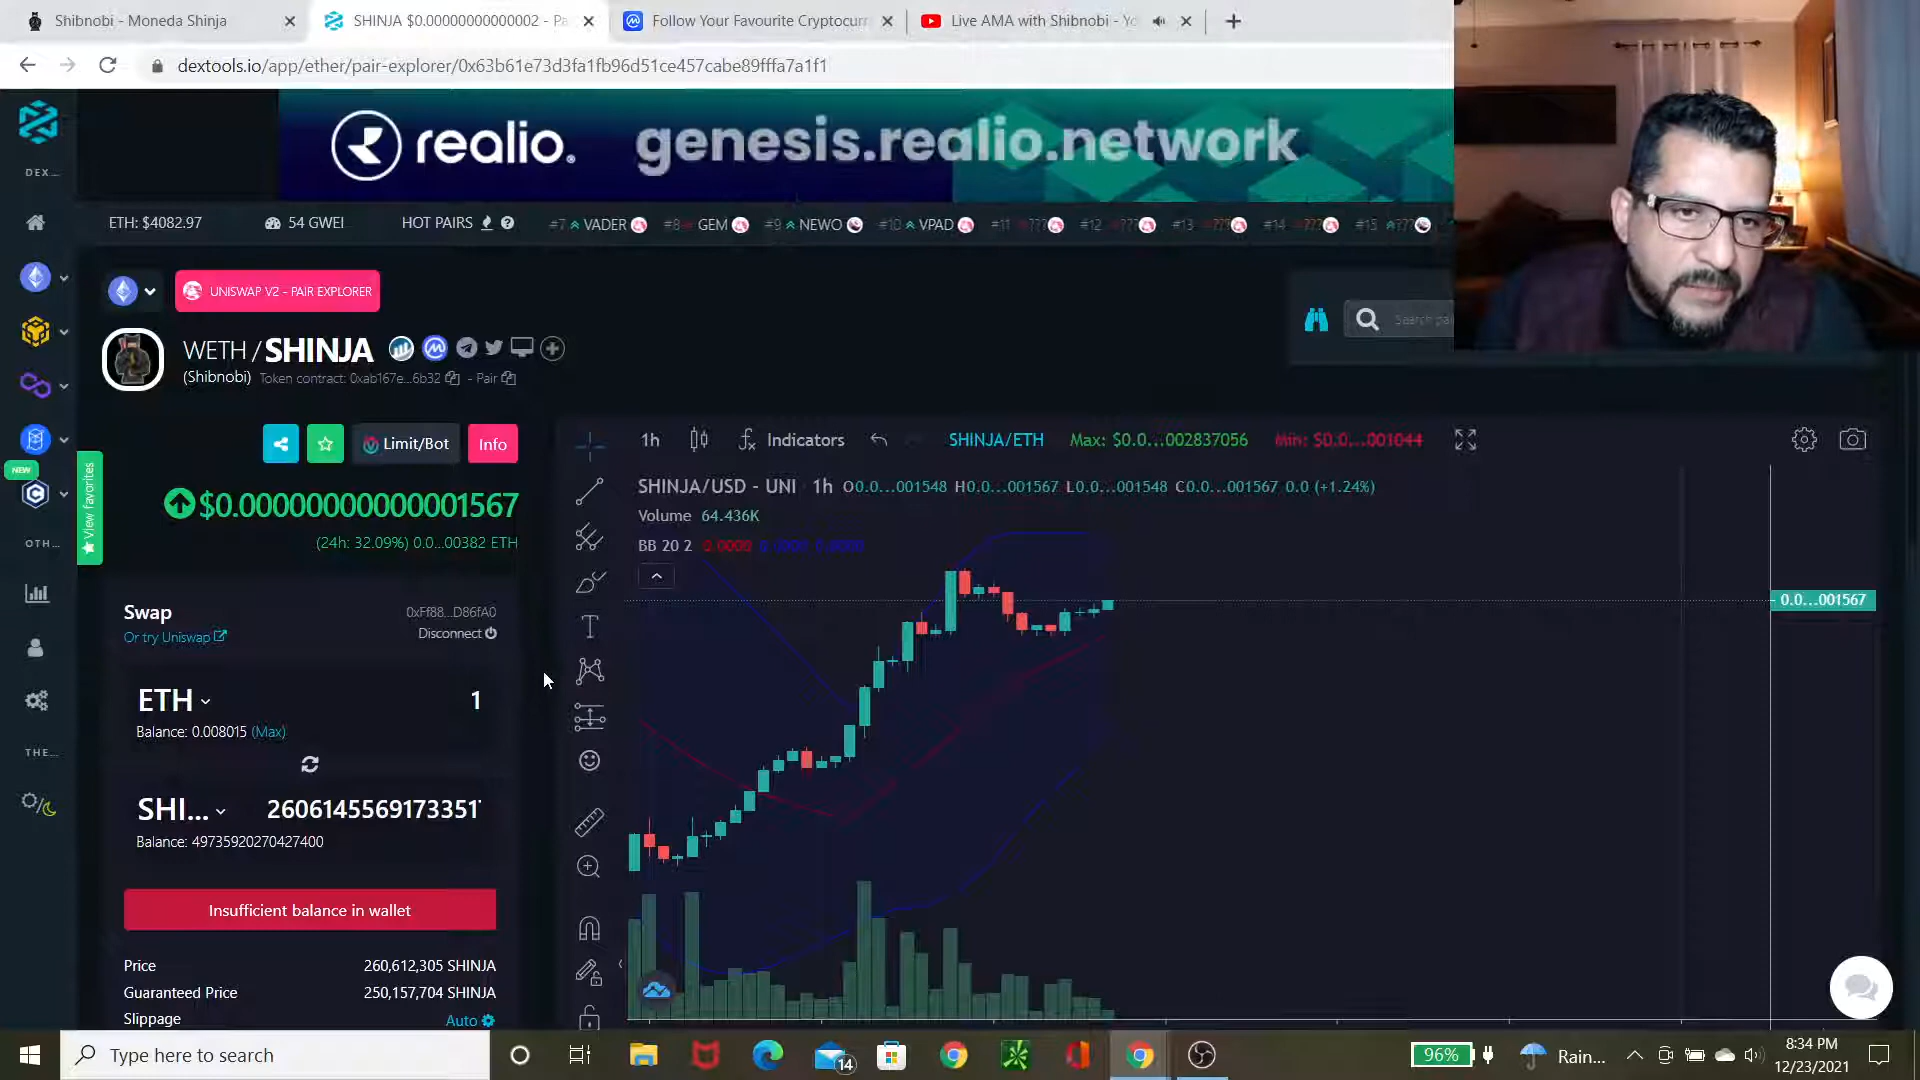 Shibnobi - Moneda Shinja
SHINJA $0.00000000000002 - Pa
Follow Your Favourite Cryptocurr
Live AMA with Shibnobi - Yo
dextools.io/app/ether/pair-explorer/0x63b61e73d3fa1fb96d51ce457cabe89fffa7a1f1
realio.
genesis.realio.network
DEX...
ETH: $4082.97
54 GWEI
HOT PAIRS
#7 VADER
#8 GEM
#9 NEWO
#10 VPAD
#11 ???
#12 ???
#13 ???
#14 ???
#15 ???
UNISWAP V2 - PAIR EXPLORER
WETH / SHINJA
(Shibnobi) Token contract: 0xab167e...6b32 - Pair
Limit/Bot
Info
1h
Indicators
SHINJA/ETH
Max: $0.0...002837056
Min: $0.0...001044
NEW
View favorites
$0.00000000000001567
(24h: 32.09%) 0.0...00382 ETH
SHINJA/USD - UNI 1h O0.0...001548 H0.0...001567 L0.0...001548 C0.0...001567 0.0 (+1.24%)
Volume 64.436K
BB 20 2 0.0000 0.0000 0.0000
0.0...001567
OTH...
Swap
0xFf88...D86fA0
Or try Uniswap
Disconnect
ETH
1
Balance: 0.008015 (Max)
THE...
SHI...
2606145569173351
Balance: 49735920270427400
Insufficient balance in wallet
Price
260,612,305 SHINJA
Guaranteed Price
250,157,704 SHINJA
Slippage
Auto
Type here to search
14
96%
Rain...
8:34 PM
12/23/2021